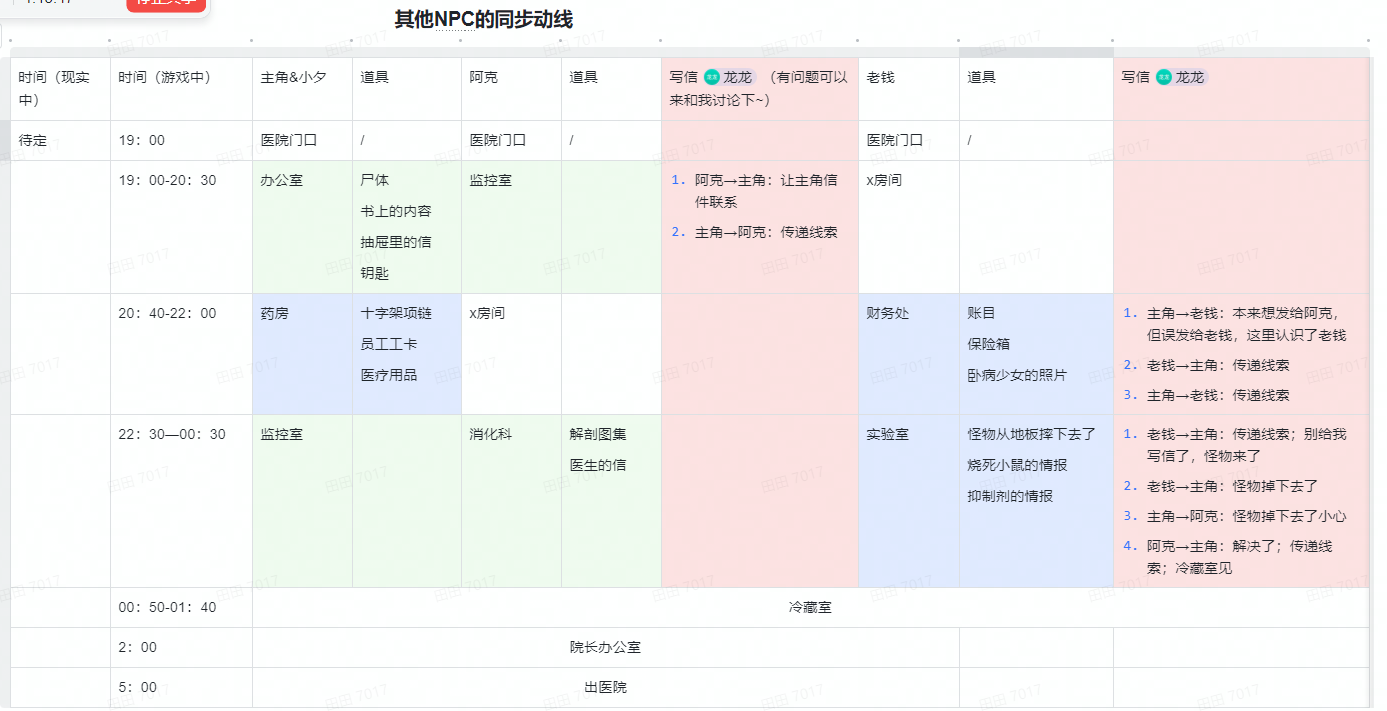 其他NPC的同步动线
时间（现实
中）
时间（游戏中）
主角&小夕
道具
阿克
道具
写信 龙龙 （有问题可以
来和我讨论下~）
老钱
道具
写信 龙龙
待定
19：00
医院门口
/
医院门口
/
医院门口
/
19：00-20：30
办公室
尸体
书上的内容
抽屉里的信
钥匙
监控室
1. 阿克→主角：让主角信
件联系
2. 主角→阿克：传递线索
x房间
20：40-22：00
药房
十字架项链
员工工卡
医疗用品
x房间
财务处
账目
保险箱
卧病少女的照片
1. 主角→老钱：本来想发给阿克，
但误发给老钱，这里认识了老钱
2. 老钱→主角：传递线索
3. 主角→老钱：传递线索
22：30—00：30
监控室
消化科
解剖图集
医生的信
实验室
怪物从地板摔下去了
烧死小鼠的情报
抑制剂的情报
1. 老钱→主角：传递线索；别给我
写信了，怪物来了
2. 老钱→主角：怪物掉下去了
3. 主角→阿克：怪物掉下去了小心
4. 阿克→主角：解决了；传递线
索；冷藏室见
00：50-01：40
冷藏室
2：00
院长办公室
5：00
出医院
田田 7017